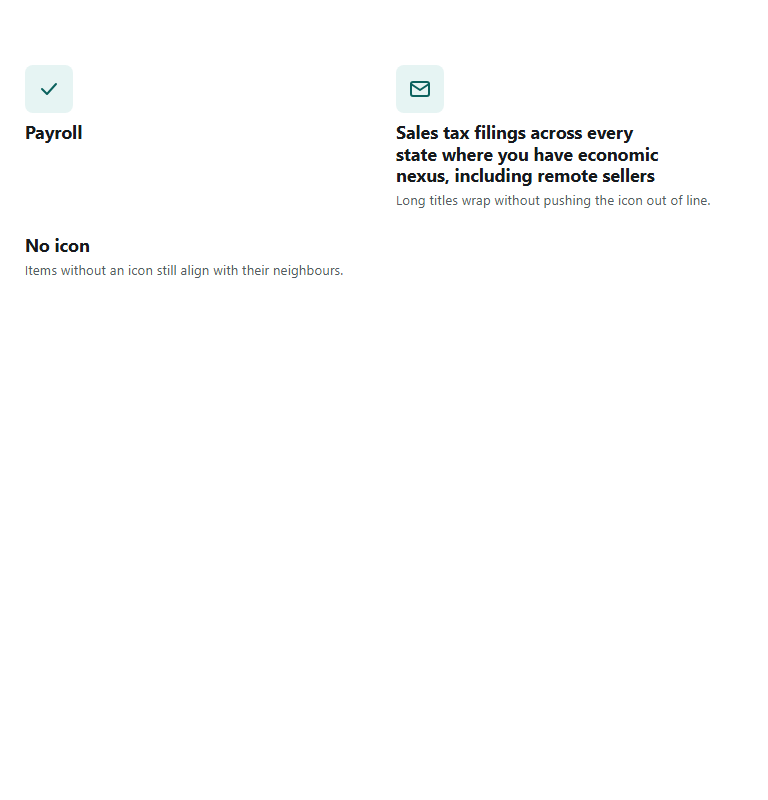 Payroll
Sales tax filings across every
state where you have economic
nexus, including remote sellers
Long titles wrap without pushing the icon out of line.
No icon
Items without an icon still align with their neighbours.